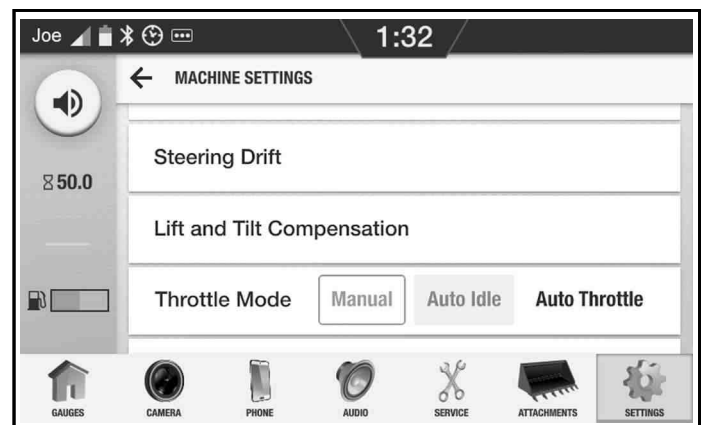 Joe
1:32
MACHINE SETTINGS
50.0
Steering Drift
Lift and Tilt Compensation
Throttle Mode Manual Auto Idle Auto Throttle
GAUGES CAMERA PHONE AUDIO SERVICE ATTACHMENTS SETTINGS